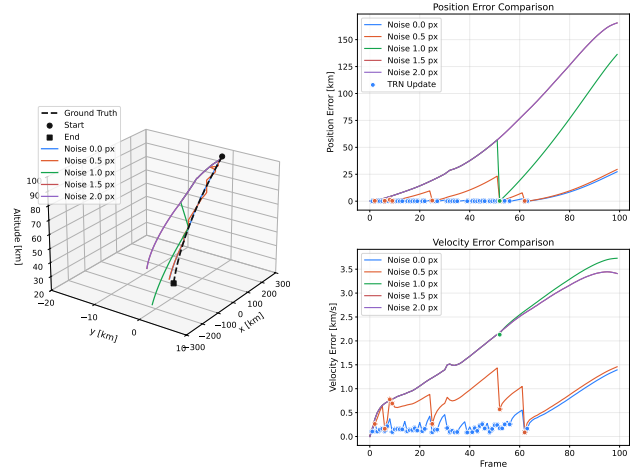 Ground Truth
Start
End
Noise 0.0 px
Noise 0.5 px
Noise 1.0 px
Noise 1.5 px
Noise 2.0 px
100
90
80
70
60
50
40
30
20
Altitude [km]
−20
−10
0
10
y [km]
−300
−200
−100
0
100
200
300
x [km]
Position Error Comparison
Noise 0.0 px
Noise 0.5 px
Noise 1.0 px
Noise 1.5 px
Noise 2.0 px
TRN Update
150
125
100
75
50
25
0
Position Error [km]
0 20 40 60 80 100
Velocity Error Comparison
Noise 0.0 px
Noise 0.5 px
Noise 1.0 px
Noise 1.5 px
Noise 2.0 px
3.5
3.0
2.5
2.0
1.5
1.0
0.5
0.0
Velocity Error [km/s]
0 20 40 60 80 100
Frame